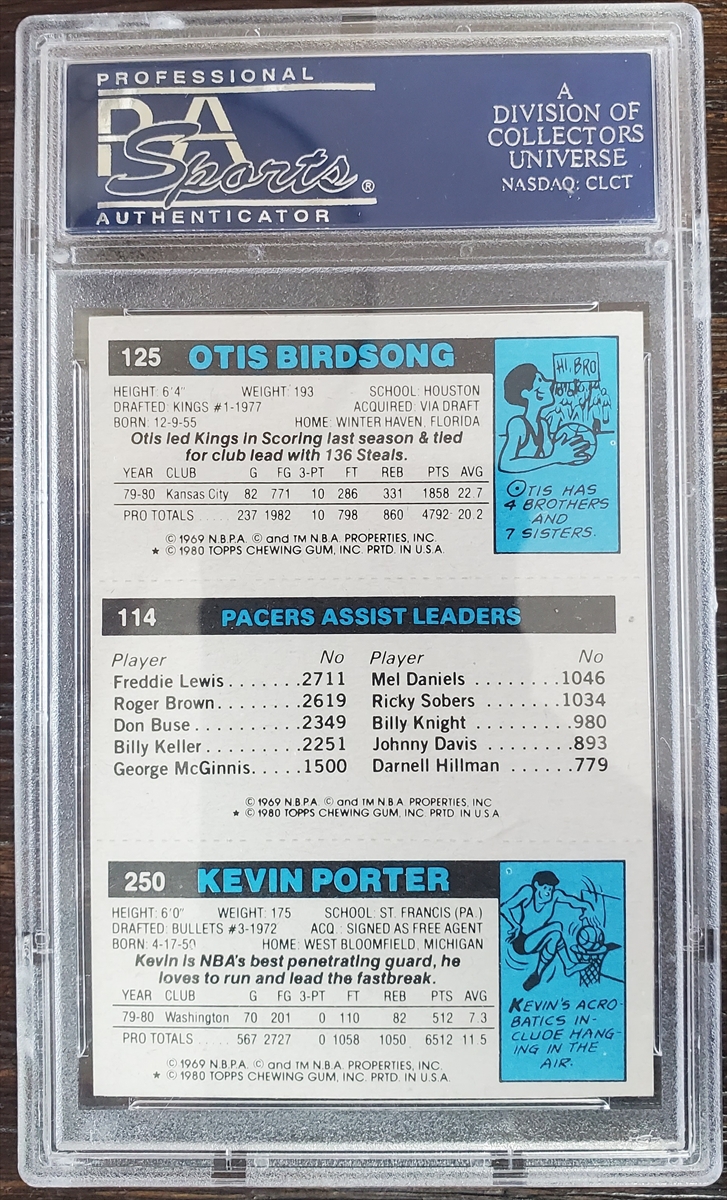 PROFESSIONAL
PSA
Sports®
AUTHENTICATOR
A
DIVISION OF
COLLECTORS
UNIVERSE
NASDAQ: CLCT
125 OTIS BIRDSONG
HEIGHT: 6'4" WEIGHT: 193 SCHOOL: HOUSTON
DRAFTED: KINGS #1-1977 ACQUIRED: VIA DRAFT
BORN: 12-9-55 HOME: WINTER HAVEN, FLORIDA
Otis led Kings in Scoring last season & tied
for club lead with 136 Steals.
YEAR CLUB G FG 3-PT FT REB PTS AVG
79-80 Kansas City 82 771 10 286 331 1858 22.7
PRO TOTALS ..... 237 1982 10 798 860 4792 20.2
© 1969 N.B.P.A. © and TM N.B.A. PROPERTIES, INC.
★ © 1980 TOPPS CHEWING GUM, INC. PRTD. IN U.S.A.
HI, BRO
OTIS HAS
4 BROTHERS
AND
7 SISTERS.
114 PACERS ASSIST LEADERS
Player No Player No
Freddie Lewis.......2711 Mel Daniels ........1046
Roger Brown........2619 Ricky Sobers .......1034
Don Buse...........2349 Billy Knight .........980
Billy Keller..........2251 Johnny Davis ........893
George McGinnis.....1500 Darnell Hillman ......779
© 1969 N.B.P.A. © and TM N.B.A. PROPERTIES, INC
★ © 1980 TOPPS CHEWING GUM, INC. PRTD. IN U S A
250 KEVIN PORTER
HEIGHT: 6'0" WEIGHT: 175 SCHOOL: ST. FRANCIS (PA.)
DRAFTED: BULLETS #3-1972 ACQ.: SIGNED AS FREE AGENT
BORN: 4-17-50 HOME: WEST BLOOMFIELD, MICHIGAN
Kevin is NBA's best penetrating guard, he
loves to run and lead the fastbreak.
YEAR CLUB G FG 3-PT FT REB PTS AVG
79-80 Washington 70 201 0 110 82 512 7.3
PRO TOTALS ..... 567 2727 0 1058 1050 6512 11.5
© 1969 N.B.P.A. © and TM N.B.A. PROPERTIES, INC.
★ © 1980 TOPPS CHEWING GUM, INC. PRTD. IN U.S.A.
KEVIN'S ACRO-
BATICS IN-
CLUDE HANG-
ING IN THE
AIR.